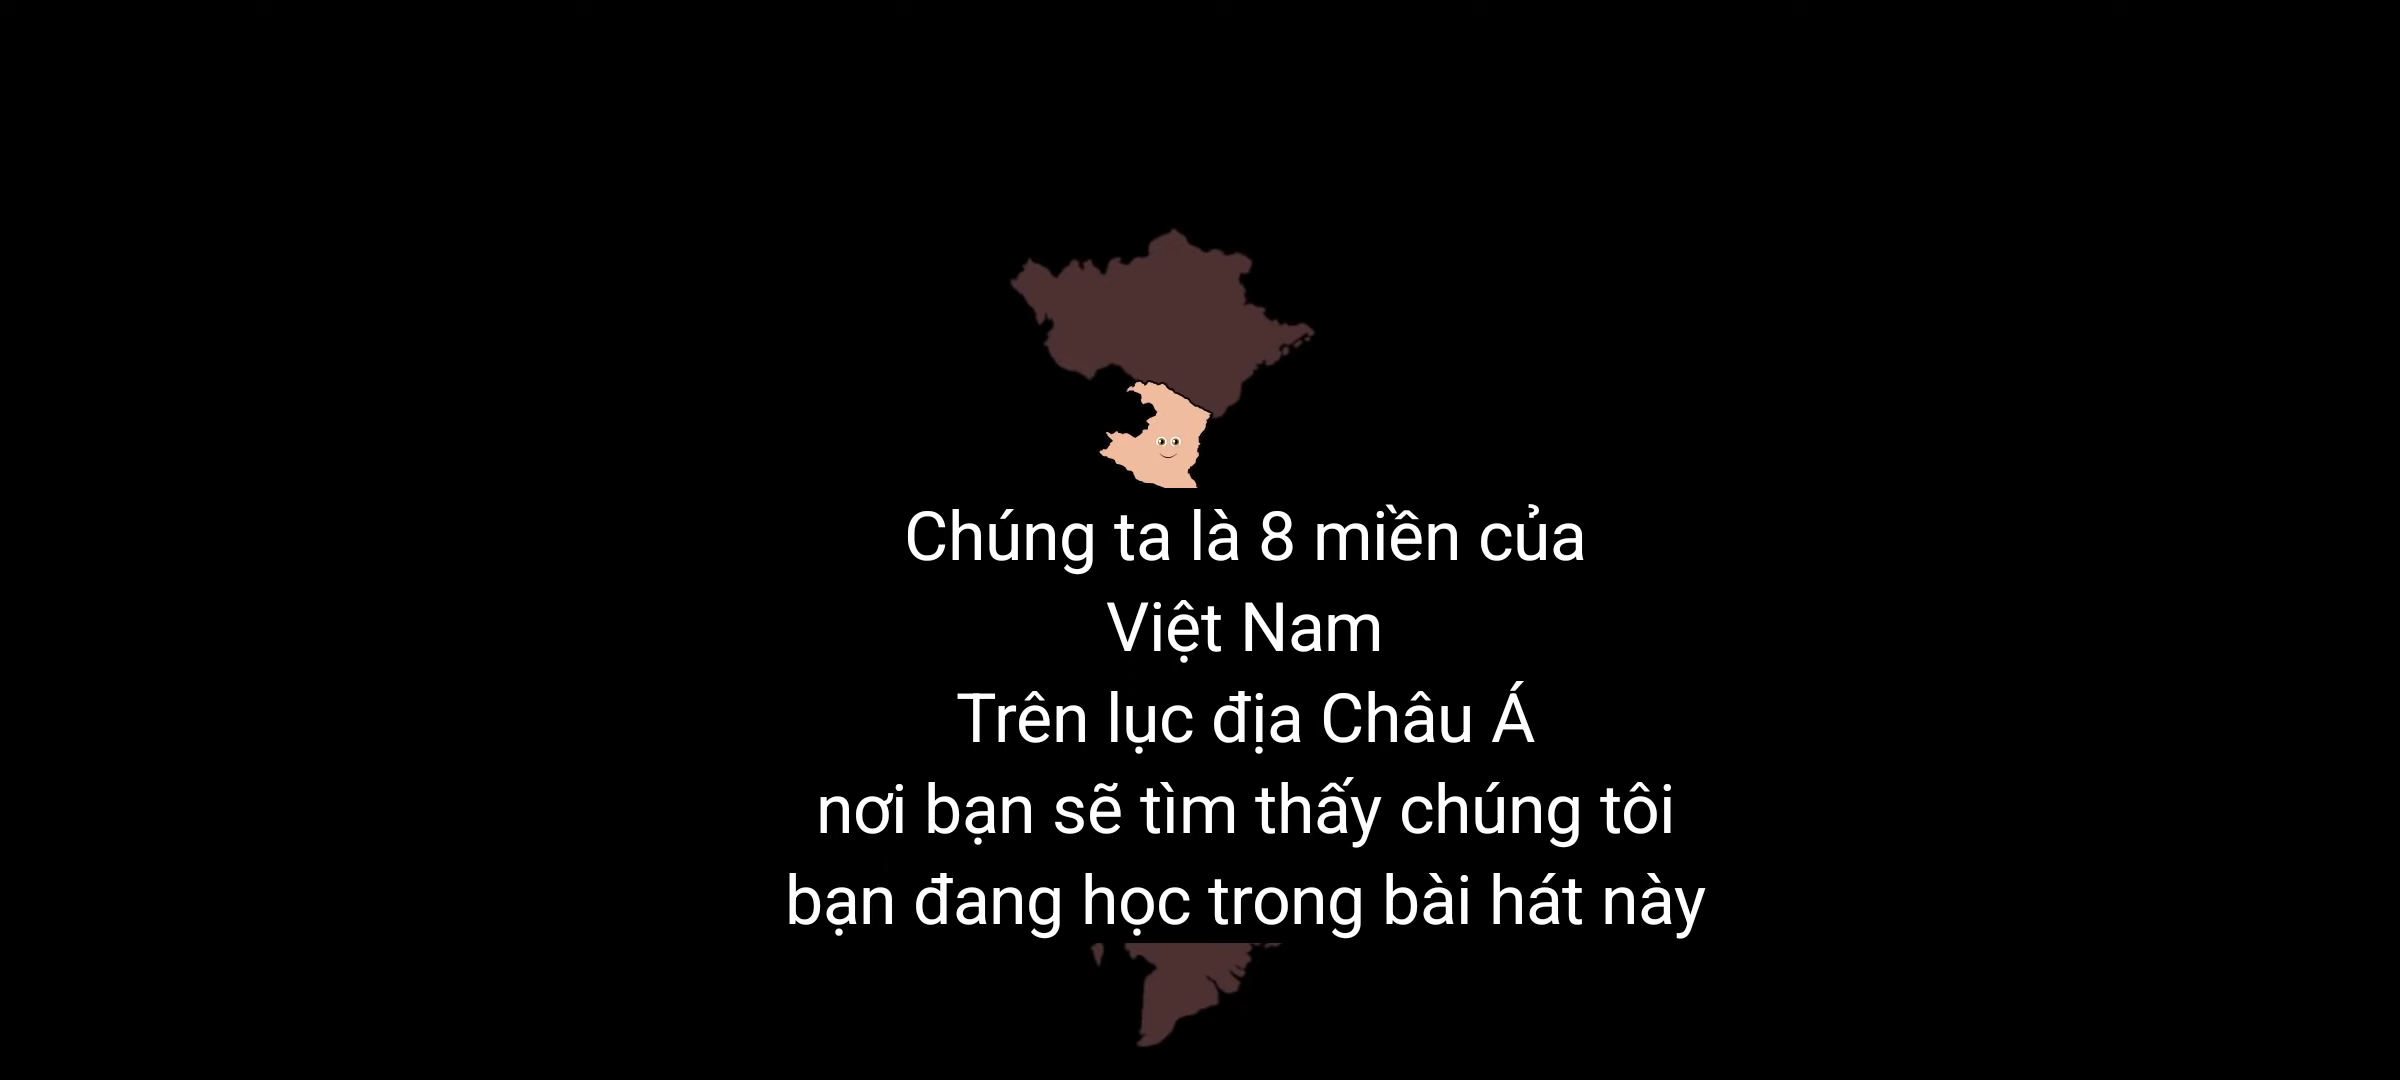 Chúng ta là 8 miền của
Việt Nam
Trên lục địa Châu Á
nơi bạn sẽ tìm thấy chúng tôi
bạn đang học trong bài hát này